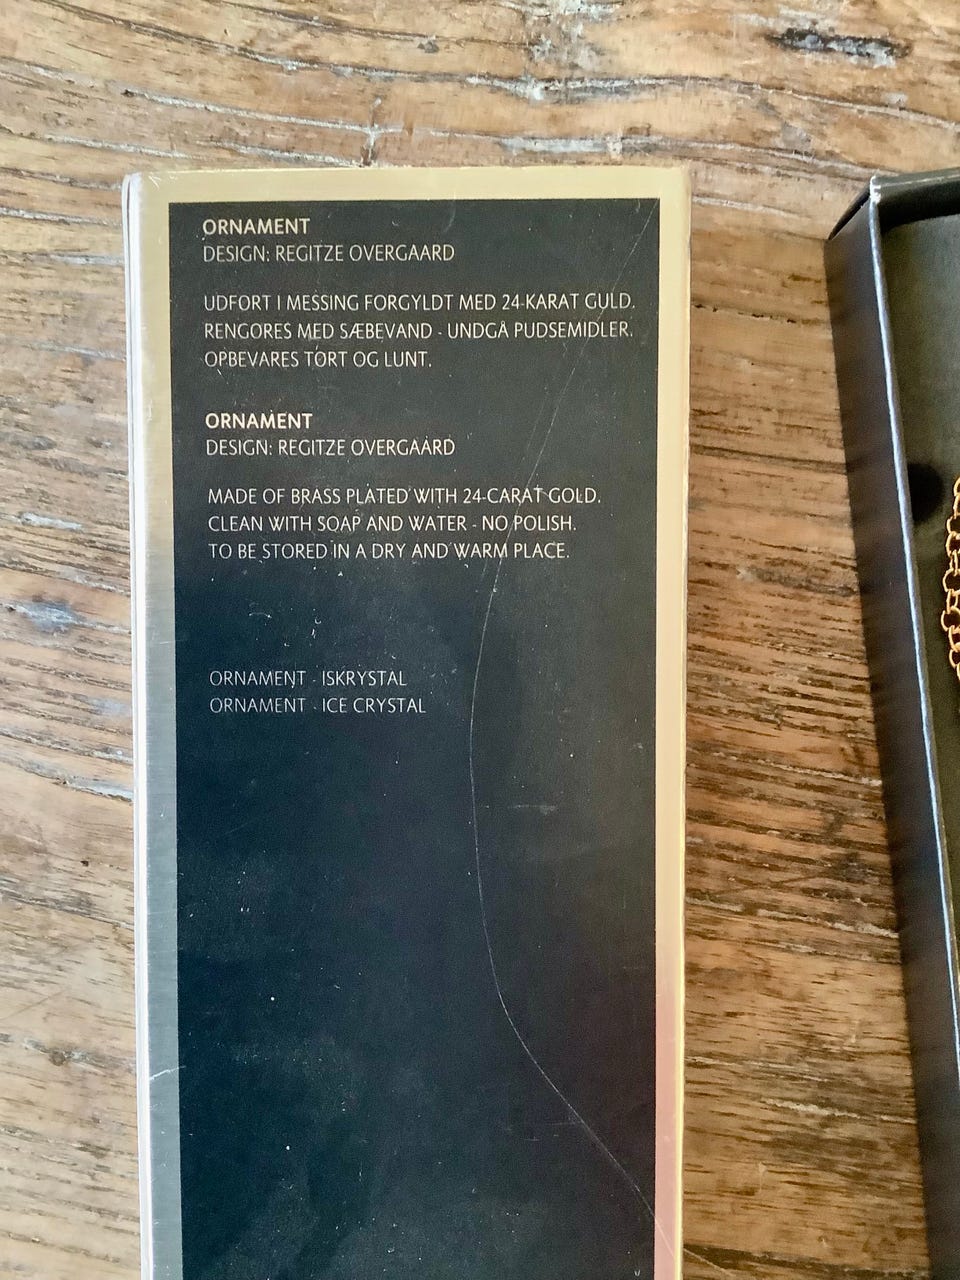 ORNAMENT
DESIGN: REGITZE OVERGAARD
UDFORT I MESSING FORGYLDT MED 24-KARAT GULD.
RENGORES MED SÆBEVAND - UNDGÅ PUDSEMIDLER.
OPBEVARES TORT OG LUNT.
ORNAMENT
DESIGN: REGITZE OVERGAARD
MADE OF BRASS PLATED WITH 24-CARAT GOLD.
CLEAN WITH SOAP AND WATER - NO POLISH.
TO BE STORED IN A DRY AND WARM PLACE.
ORNAMENT - ISKRYSTAL
ORNAMENT - ICE CRYSTAL